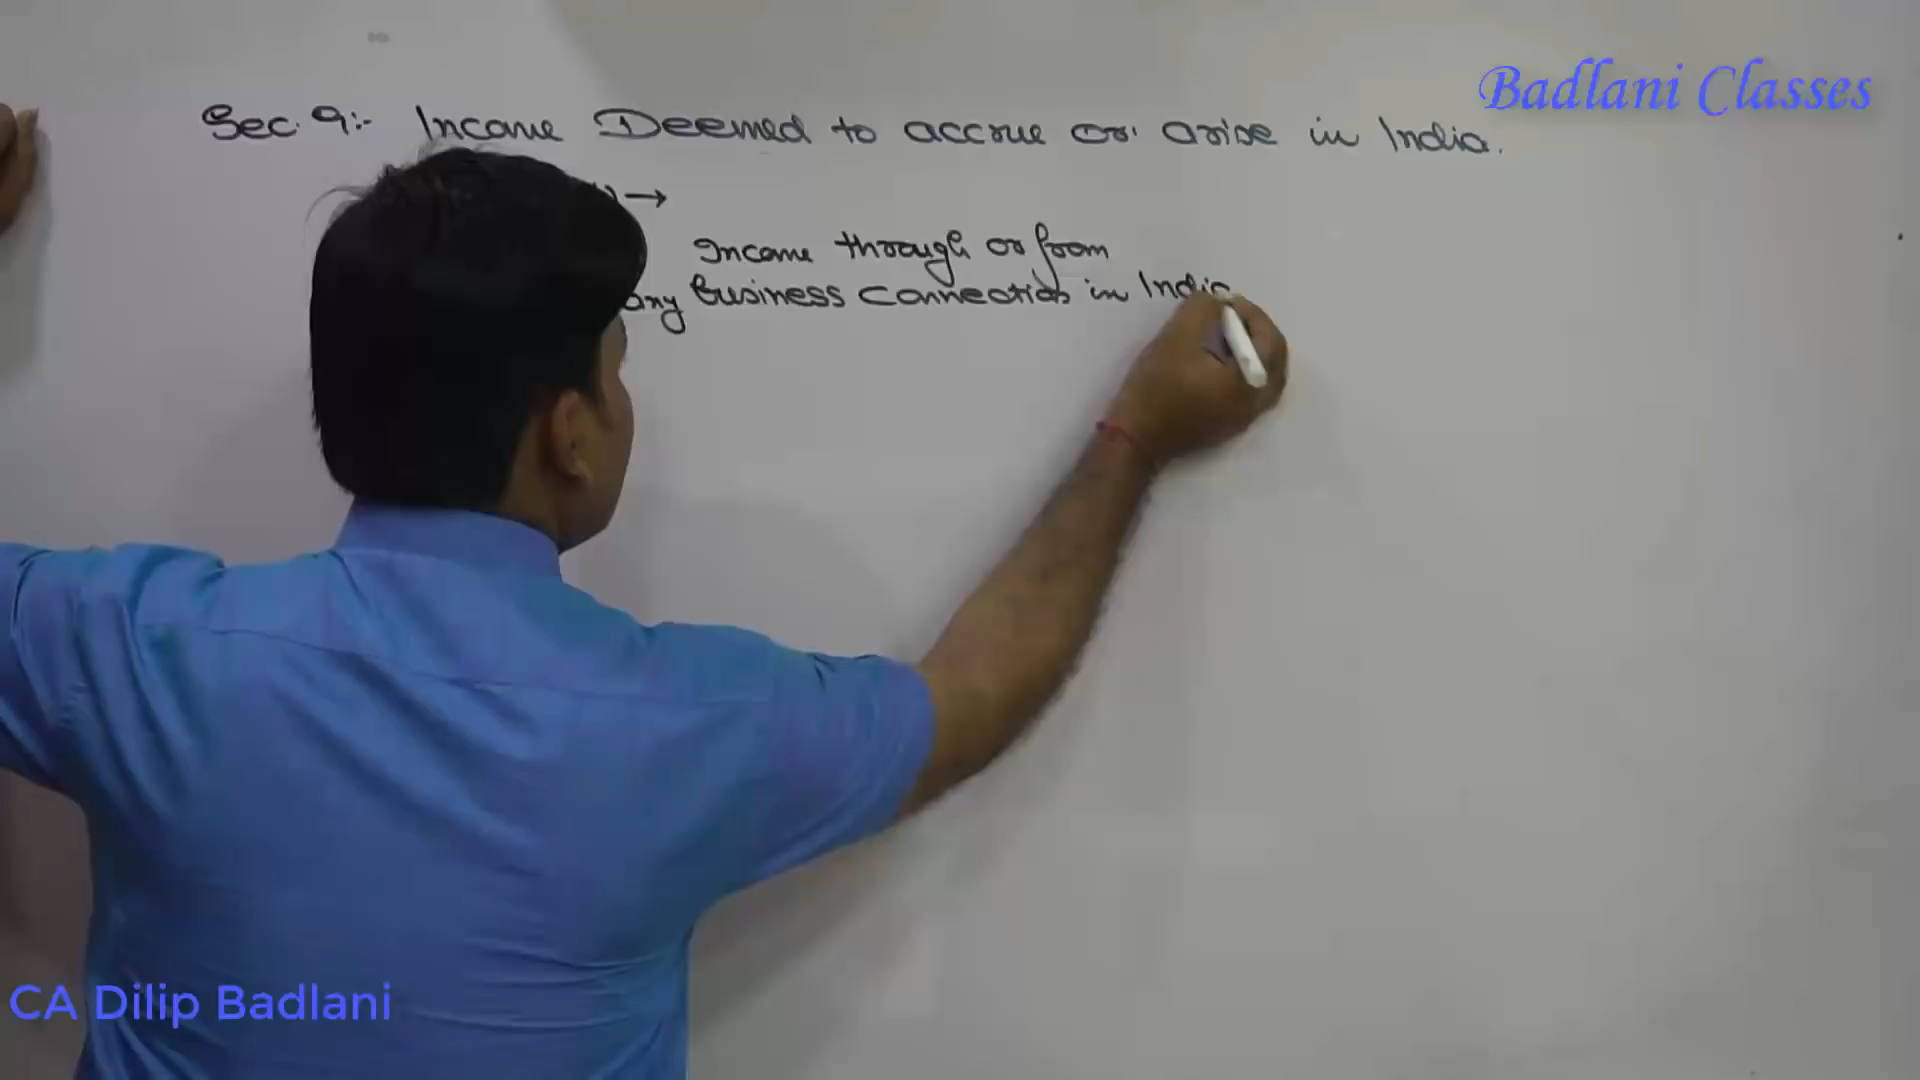 Badlani Classes
Sec. 9:- Income Deemed to accrue or arise in India.
→
Income through or from
any Business Connection in India
CA Dilip Badlani